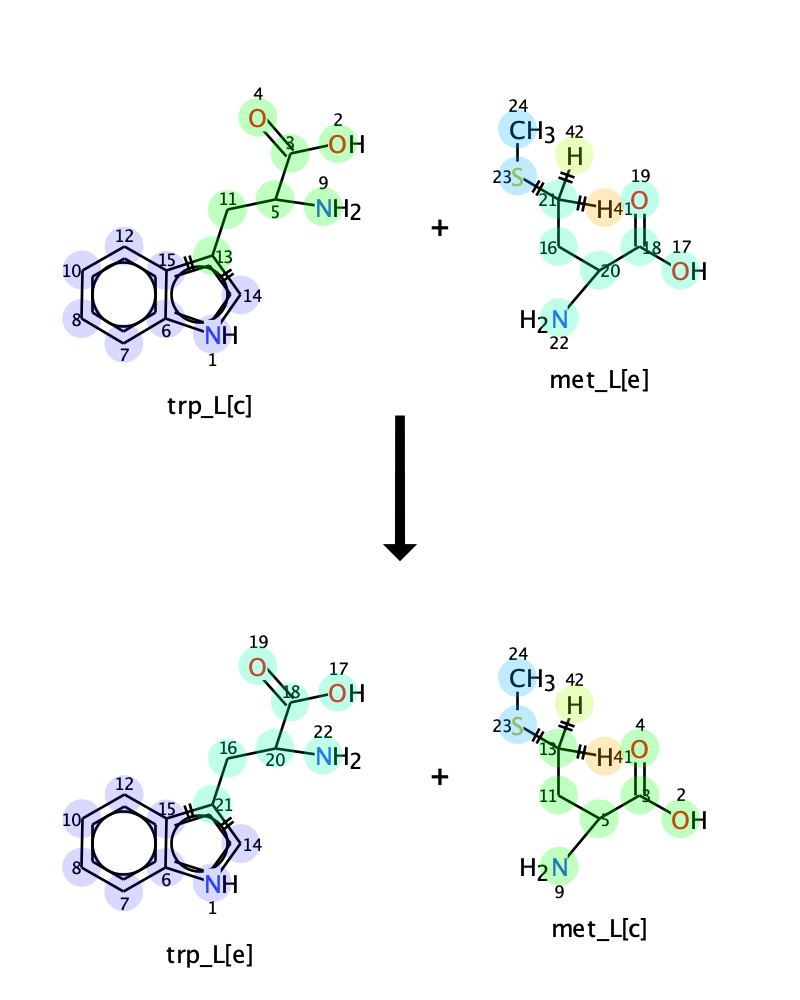 4
3
2
OH
O
11
5
9
NH2
12
15
13
10
14
8
6
7
NH
1
trp_L[c]
+
24
CH3
42
H
23
S
21
H41
19
O
16
20
18
17
OH
H2N
22
met_L[e]
19
O
18
17
OH
16
20
22
NH2
12
15
21
10
14
8
6
7
NH
1
trp_L[e]
+
24
CH3
42
H
23
S
13
H41
4
O
11
5
3
2
OH
H2N
9
met_L[c]